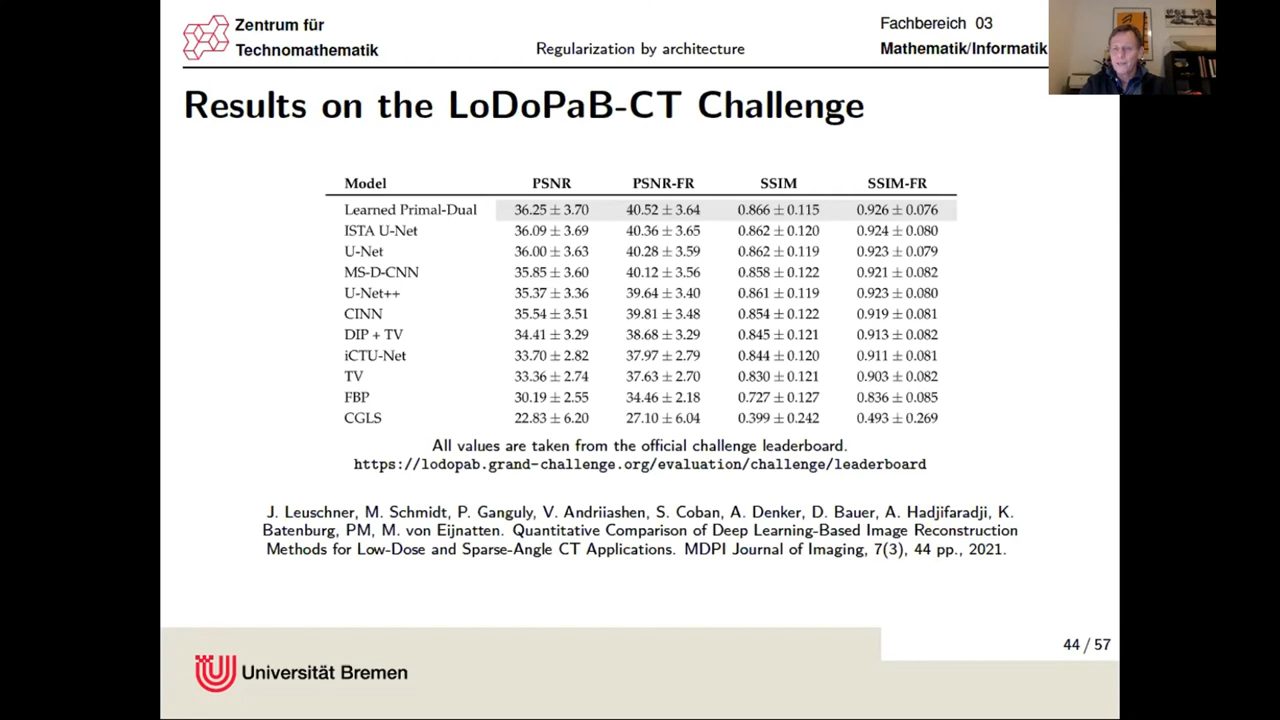 Zentrum für
Technomathematik
Regularization by architecture
Fachbereich 03
Mathematik/Informatik
Results on the LoDoPaB-CT Challenge
Model PSNR PSNR-FR SSIM SSIM-FR
Learned Primal-Dual 36.25 ± 3.70 40.52 ± 3.64 0.866 ± 0.115 0.926 ± 0.076
ISTA U-Net 36.09 ± 3.69 40.36 ± 3.65 0.862 ± 0.120 0.924 ± 0.080
U-Net 36.00 ± 3.63 40.28 ± 3.59 0.862 ± 0.119 0.923 ± 0.079
MS-D-CNN 35.85 ± 3.60 40.12 ± 3.56 0.858 ± 0.122 0.921 ± 0.082
U-Net++ 35.37 ± 3.36 39.64 ± 3.40 0.861 ± 0.119 0.923 ± 0.080
CINN 35.54 ± 3.51 39.81 ± 3.48 0.854 ± 0.122 0.919 ± 0.081
DIP + TV 34.41 ± 3.29 38.68 ± 3.29 0.845 ± 0.121 0.913 ± 0.082
iCTU-Net 33.70 ± 2.82 37.97 ± 2.79 0.844 ± 0.120 0.911 ± 0.081
TV 33.36 ± 2.74 37.63 ± 2.70 0.830 ± 0.121 0.903 ± 0.082
FBP 30.19 ± 2.55 34.46 ± 2.18 0.727 ± 0.127 0.836 ± 0.085
CGLS 22.83 ± 6.20 27.10 ± 6.04 0.399 ± 0.242 0.493 ± 0.269
All values are taken from the official challenge leaderboard.
https://lodopab.grand-challenge.org/evaluation/challenge/leaderboard
J. Leuschner, M. Schmidt, P. Ganguly, V. Andriiashen, S. Coban, A. Denker, D. Bauer, A. Hadjifaradji, K.
Batenburg, PM, M. von Eijnatten. Quantitative Comparison of Deep Learning-Based Image Reconstruction
Methods for Low-Dose and Sparse-Angle CT Applications. MDPI Journal of Imaging, 7(3), 44 pp., 2021.
44 / 57
Universität Bremen